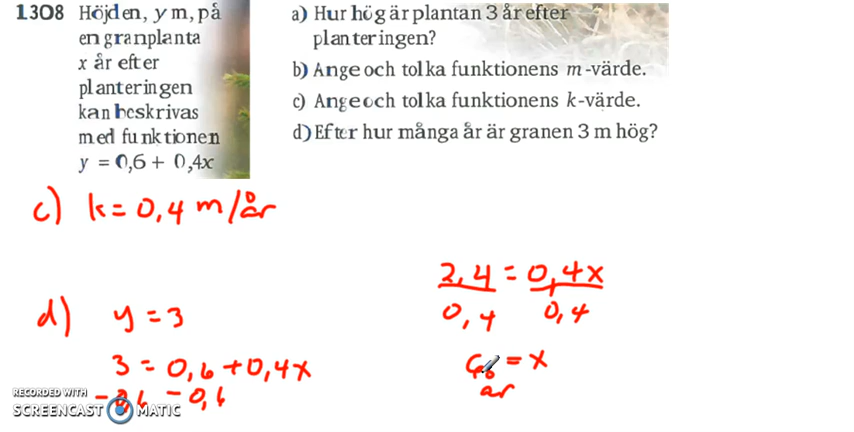 1308 Höjden, y m, på
en granplanta
x år efter
planteringen
kan beskrivas
med funktionen
y = 0,6 + 0,4x
a) Hur hög är plantan 3 år efter
planteringen?
b) Ange och tolka funktionens m-värde.
c) Ange och tolka funktionens k-värde.
d) Efter hur många år är granen 3 m hög?
c) k = 0,4 m/år
d) y = 3
3 = 0,6 + 0,4x
- 0,6 - 0,6
2,4 = 0,4x
0,4 0,4
= x
år
RECORDED WITH
SCREENCAST MATIC